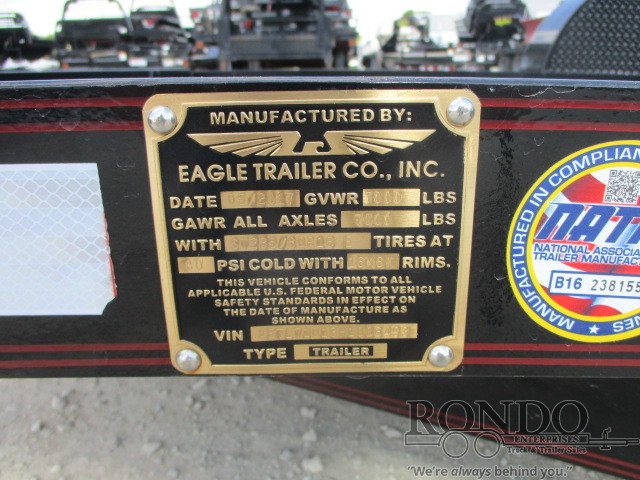 MANUFACTURED BY:
EAGLE TRAILER CO., INC.
DATE GVWR LBS
GAWR ALL AXLES LBS
WITH TIRES AT
PSI COLD WITH RIMS.
THIS VEHICLE CONFORMS TO ALL
APPLICABLE U.S. FEDERAL MOTOR VEHICLE
SAFETY STANDARDS IN EFFECT ON
THE DATE OF MANUFACTURE AS
SHOWN ABOVE.
VIN
TYPE TRAILER
MANUFACTURED IN
NATIONAL
TRAILER
B16 238155
RONDO
ENTERPRISES
Truck & Trailer Sales
"We're always behind you."